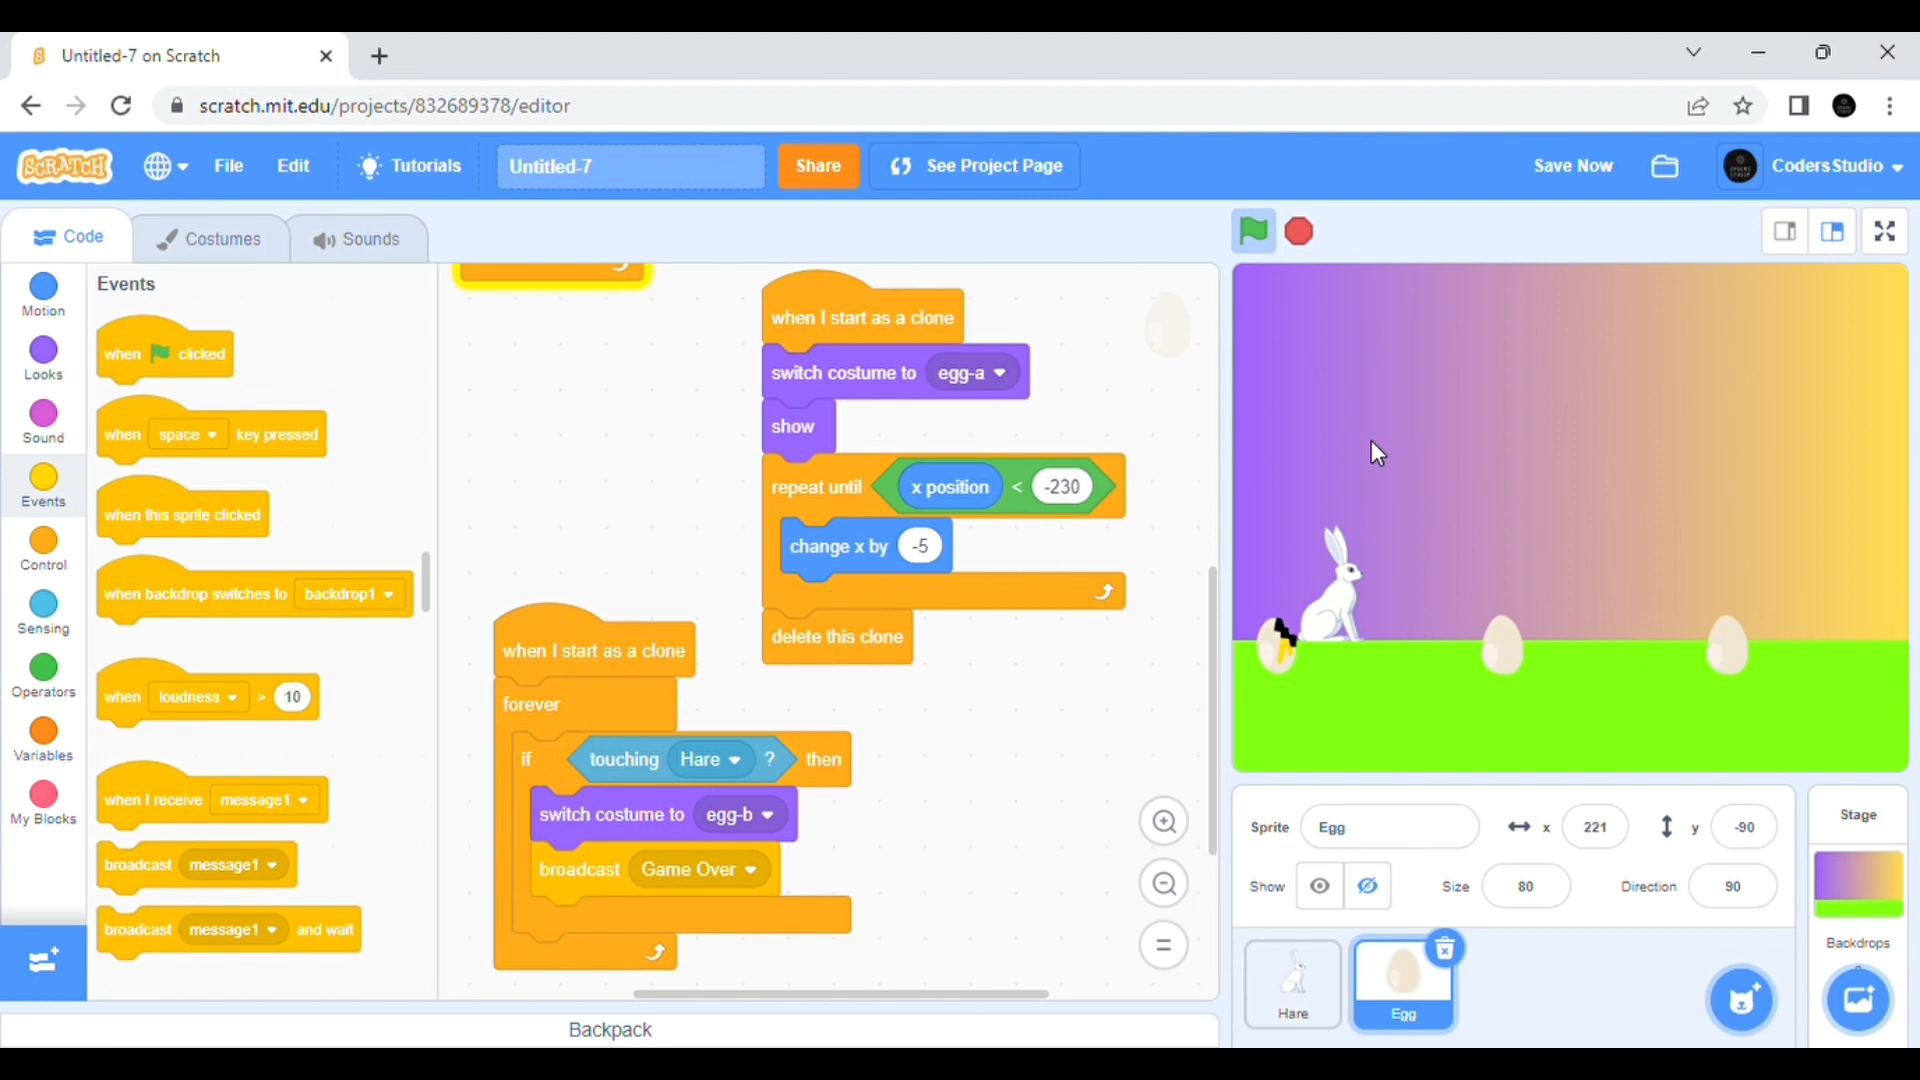 Untitled-7 on Scratch
scratch.mit.edu/projects/832689378/editor
SCRATCH
File
Edit
Tutorials
Untitled-7
Share
See Project Page
Save Now
CodersStudio
Code
Costumes
Sounds
Motion
Looks
Sound
Events
Control
Sensing
Operators
Variables
My Blocks
Events
when clicked
when space key pressed
when this sprite clicked
when backdrop switches to backdrop1
when loudness > 10
when I receive message1
broadcast message1
broadcast message1 and wait
when I start as a clone
switch costume to egg-a
show
repeat until x position < -230
change x by -5
delete this clone
when I start as a clone
forever
if touching Hare ? then
switch costume to egg-b
broadcast Game Over
Backpack
Sprite Egg x 221 y -90
Show Size 80 Direction 90
Hare
Egg
Stage
Backdrops